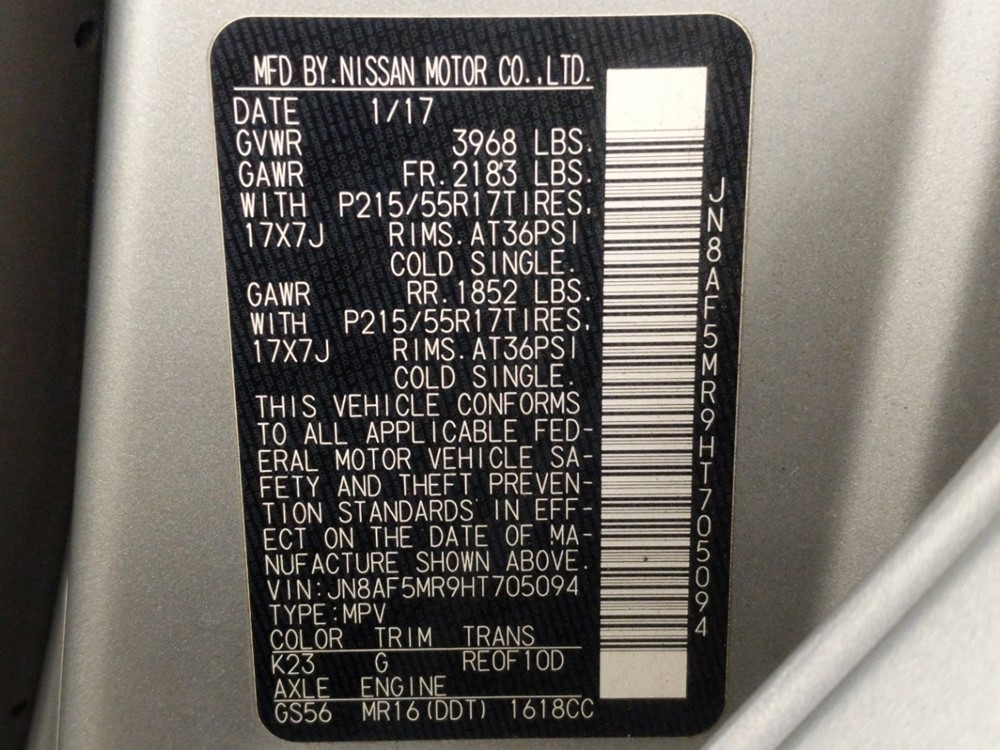 MFD BY.NISSAN MOTOR CO.,LTD.
DATE 1/17
GVWR 3968 LBS.
GAWR FR.2183 LBS.
WITH P215/55R17TIRES.
17X7J RIMS.AT36PSI
COLD SINGLE.
GAWR RR.1852 LBS.
WITH P215/55R17TIRES.
17X7J RIMS.AT36PSI
COLD SINGLE.
THIS VEHICLE CONFORMS
TO ALL APPLICABLE FED-
ERAL MOTOR VEHICLE SA-
FETY AND THEFT PREVEN-
TION STANDARDS IN EFF-
ECT ON THE DATE OF MA-
NUFACTURE SHOWN ABOVE.
VIN:JN8AF5MR9HT705094
TYPE:MPV
COLOR TRIM TRANS
K23 G RE0F10D
AXLE ENGINE
GS56 MR16(DDT) 1618CC
JN8AF5MR9HT705094